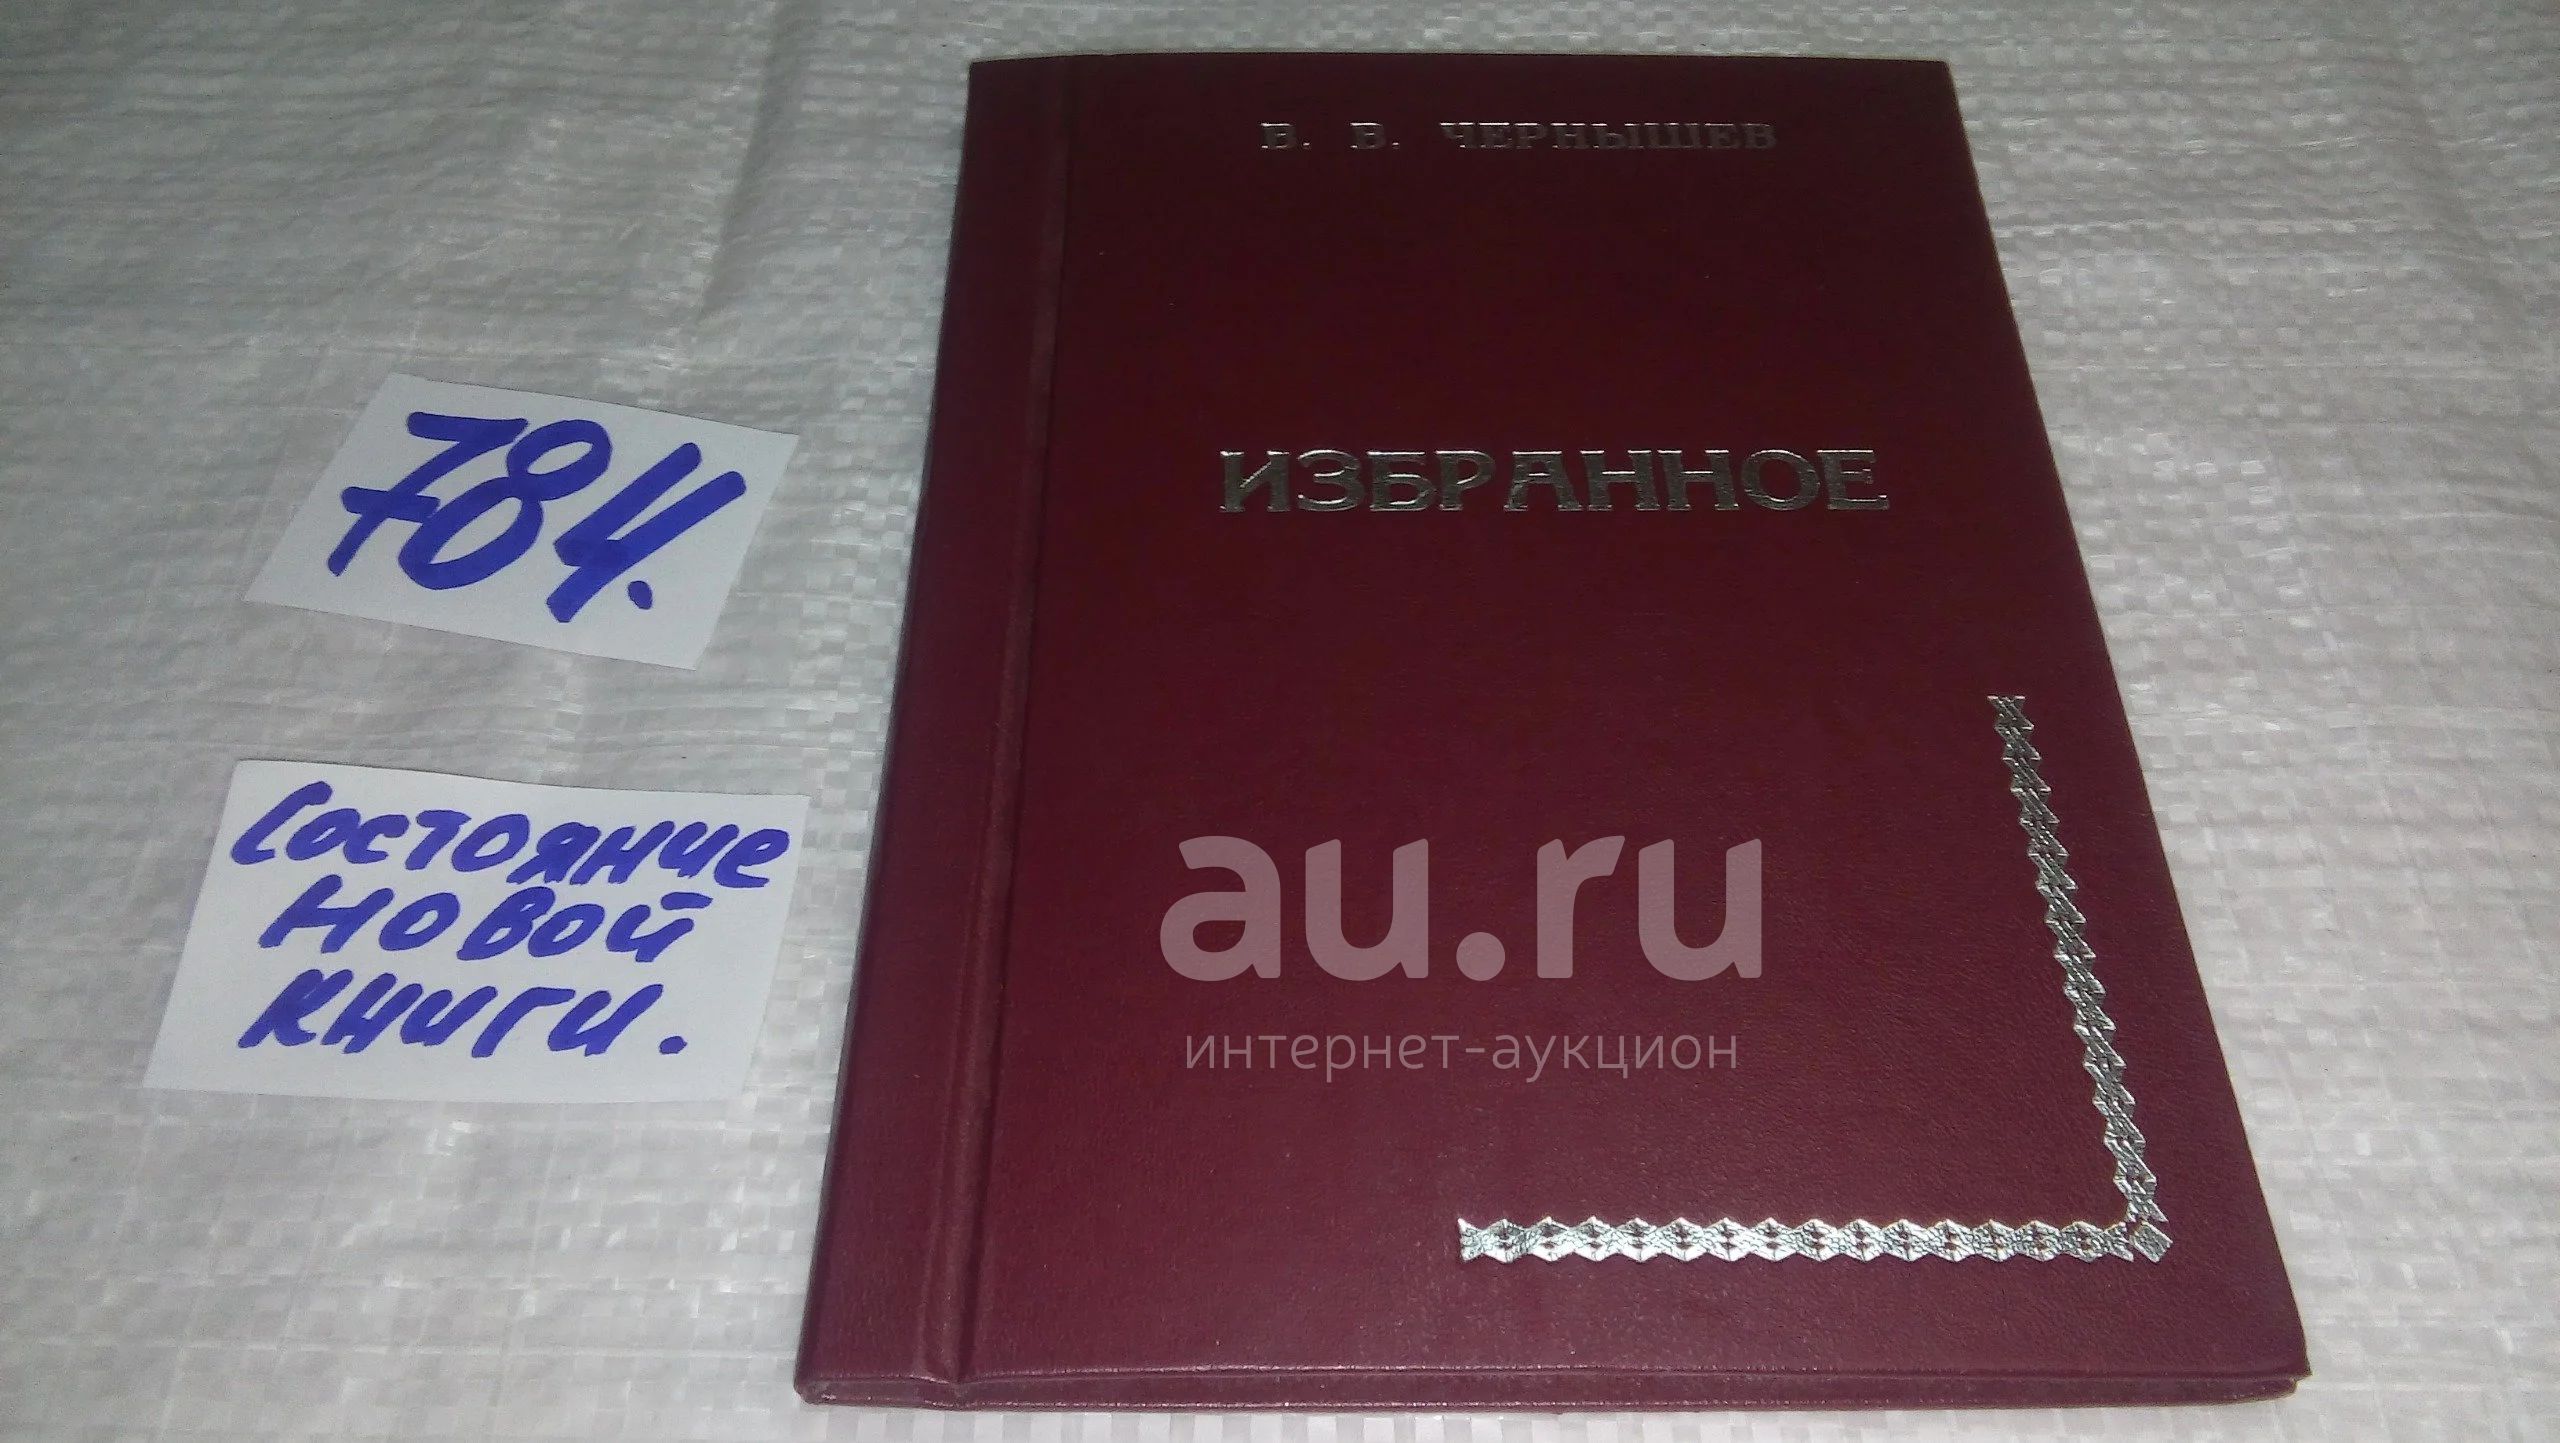 В. В. ЧЕРНЫШЕВ
ИЗБРАННОЕ
784.
Состояние
новой
книги.
au.ru
интернет-аукцион